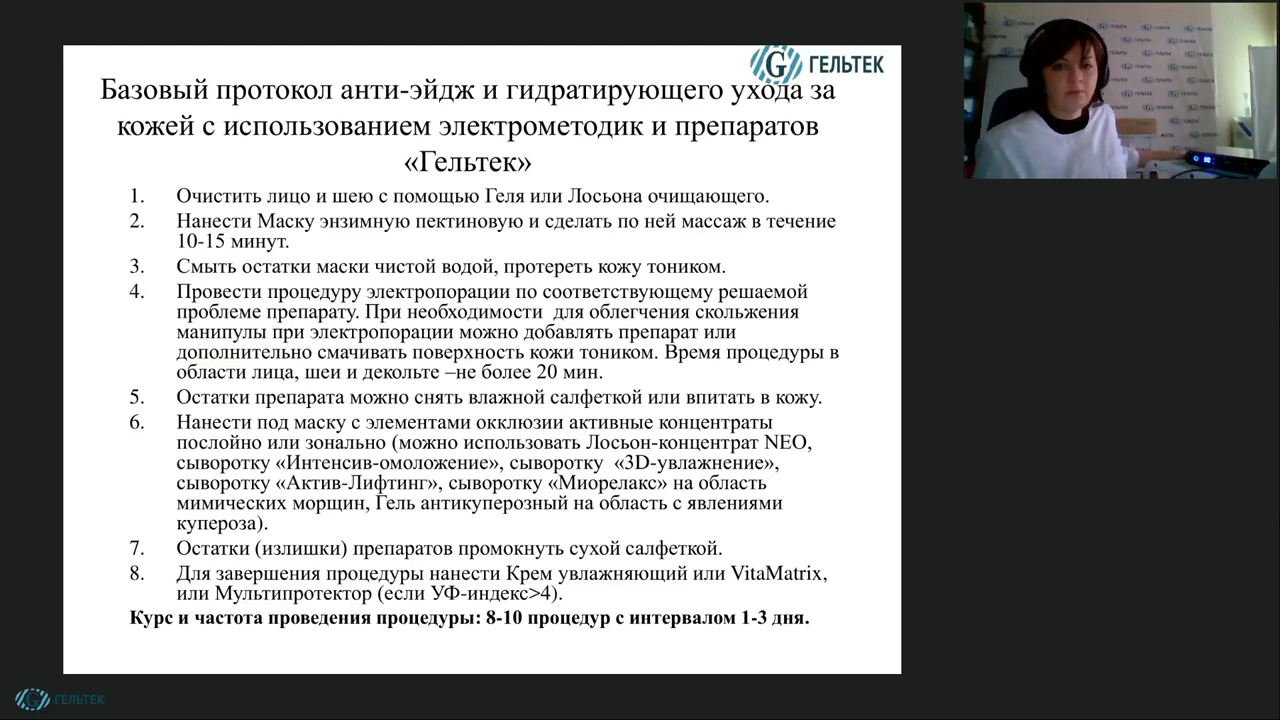 ГЕЛЬТЕК
Базовый протокол анти-эйдж и гидратирующего ухода за
кожей с использованием электрометодик и препаратов
«Гельтек»
1. Очистить лицо и шею с помощью Геля или Лосьона очищающего.
2. Нанести Маску энзимную пектиновую и сделать по ней массаж в течение
10-15 минут.
3. Смыть остатки маски чистой водой, протереть кожу тоником.
4. Провести процедуру электропорации по соответствующему решаемой
проблеме препарату. При необходимости для облегчения скольжения
манипулы при электропорации можно добавлять препарат или
дополнительно смачивать поверхность кожи тоником. Время процедуры в
области лица, шеи и декольте –не более 20 мин.
5. Остатки препарата можно снять влажной салфеткой или впитать в кожу.
6. Нанести под маску с элементами окклюзии активные концентраты
послойно или зонально (можно использовать Лосьон-концентрат NEO,
сыворотку «Интенсив-омоложение», сыворотку «3D-увлажнение»,
сыворотку «Актив-Лифтинг», сыворотку «Миорелакс» на область
мимических морщин, Гель антикуперозный на область с явлениями
купероза).
7. Остатки (излишки) препаратов промокнуть сухой салфеткой.
8. Для завершения процедуры нанести Крем увлажняющий или VitaMatrix,
или Мультипротектор (если УФ-индекс>4).
Курс и частота проведения процедуры: 8-10 процедур с интервалом 1-3 дня.
ГЕЛЬТЕК